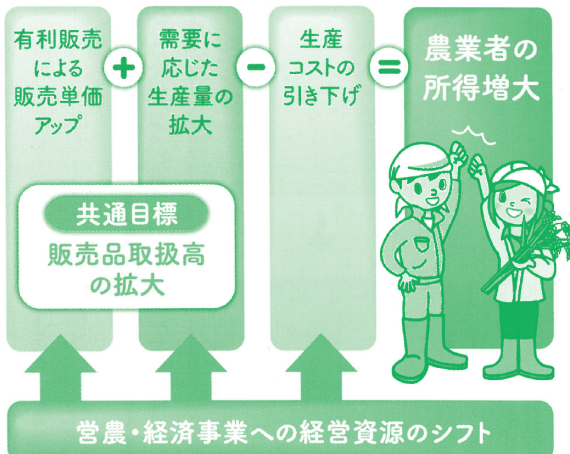 有利販売
による
販売単価
アップ
+
需要に
応じた
生産量の
拡大
-
生産
コストの
引き下げ
=
農業者の
所得増大
共通目標
販売品取扱高
の拡大
営農・経済事業への経営資源のシフト